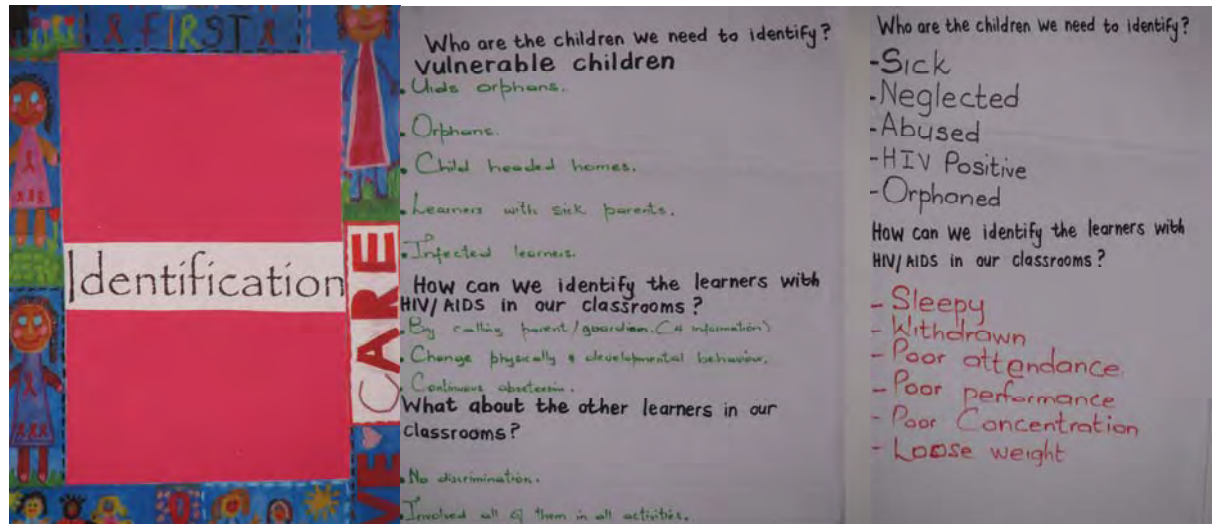 FIRST
Identification
CARE
Who are the children we need to identify?
vulnerable children
Aids orphans.
Orphans.
Child headed homes.
Learners with sick parents.
Infected learners.
How can we identify the learners with
HIV/AIDS in our classrooms?
By calling parent/guardian. (4 information)
Change physically & developmental behaviour.
Continuous
What about the other learners in our
classrooms?
No discrimination.
Involved all of them in all activities.
Who are the children we need to identify?
-Sick
-Neglected
-Abused
-HIV Positive
-Orphaned
How can we identify the learners with
HIV/AIDS in our classrooms?
- Sleepy
- Withdrawn
- Poor attendance
- Poor performance
- Poor Concentration
- Loose weight